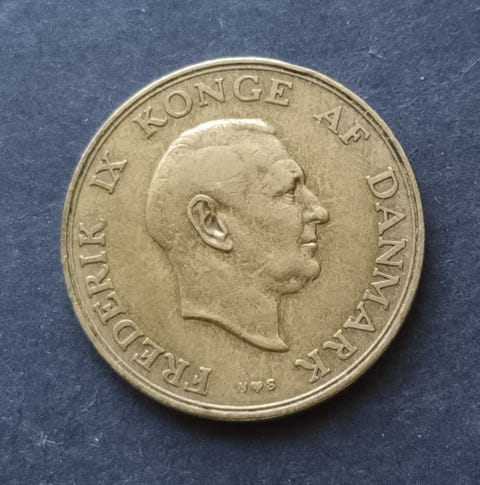 FREDERIK IX KONGE AF DANMARK
N♥S